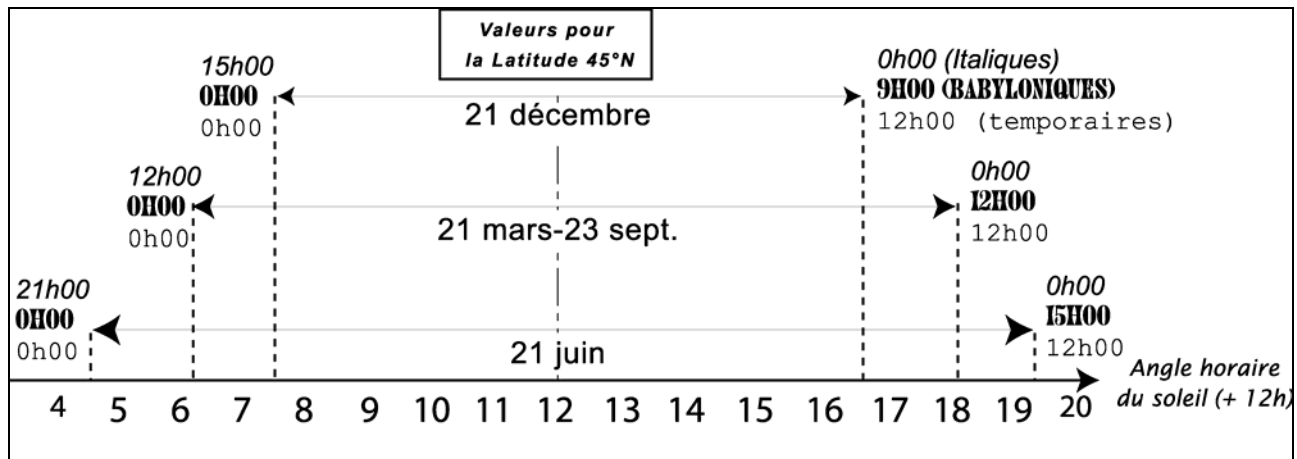 Valeurs pour
la Latitude 45°N
15h00
0H00
0h00
0h00 (Italiques)
9H00 (BABYLONIQUES)
12h00 (temporaires)
21 décembre
12h00
0H00
0h00
0h00
12H00
12h00
21 mars-23 sept.
21h00
0H00
0h00
0h00
15H00
12h00
21 juin
Angle horaire
du soleil (+ 12h)
4 5 6 7 8 9 10 11 12 13 14 15 16 17 18 19 20